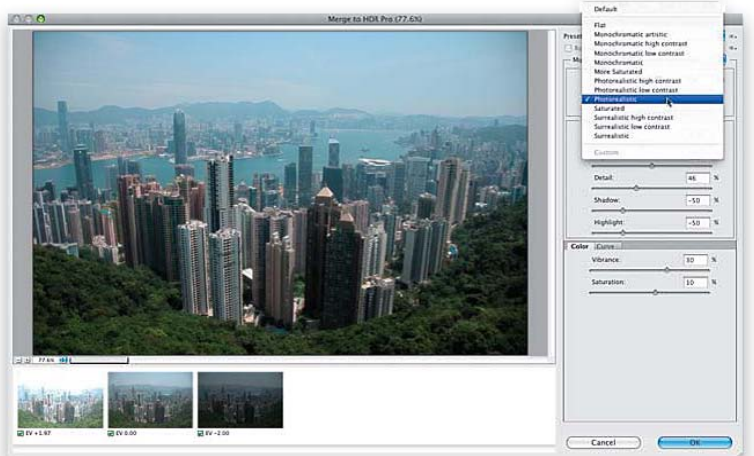 Merge to HDR Pro (77.6%)
Default
Flat
Monochromatic artistic
Monochromatic high contrast
Monochromatic low contrast
Monochromatic
More Saturated
Photorealistic high contrast
Photorealistic low contrast
✓ Photorealistic
Saturated
Surrealistic high contrast
Surrealistic low contrast
Surrealistic
Custom
Detail: 46 %
Shadow: -50 %
Highlight: -50 %
Color Curve
Vibrance: 30 %
Saturation: 10 %
77.6%
EV +1.97
EV 0.00
EV -2.00
Cancel
OK